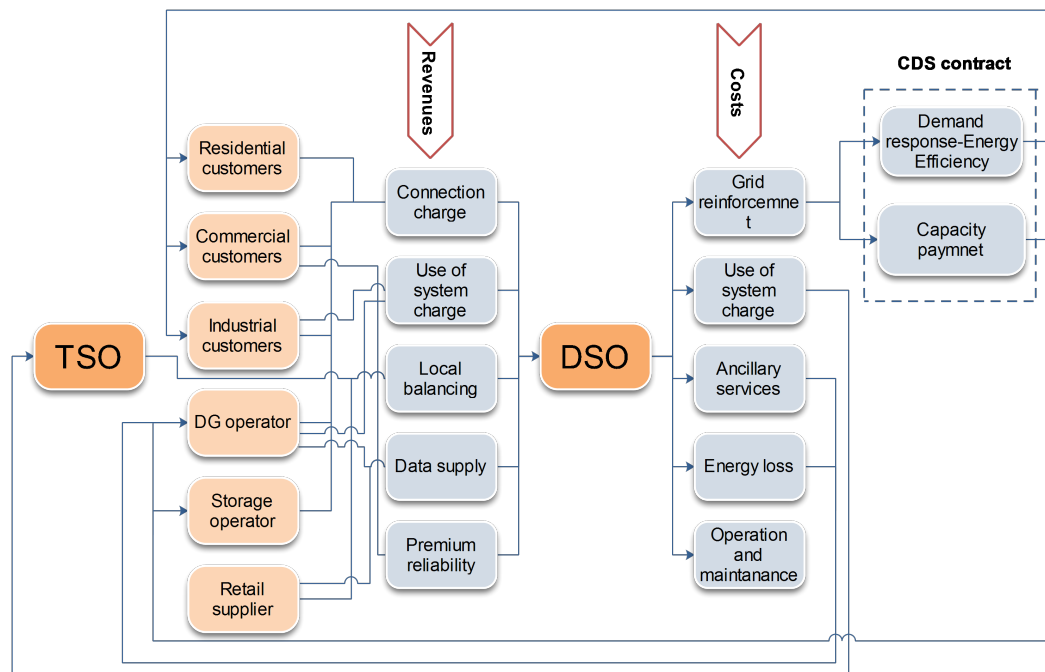 Revenues
Costs
CDS contract
Residential
customers
Commercial
customers
Industrial
customers
TSO
DG operator
Storage
operator
Retail
supplier
Connection
charge
Use of
system
charge
Local
balancing
Data supply
Premium
reliability
DSO
Grid
reinforcemne
t
Use of
system
charge
Ancillary
services
Energy loss
Operation
and
maintanance
Demand
response-Energy
Efficiency
Capacity
paymnet